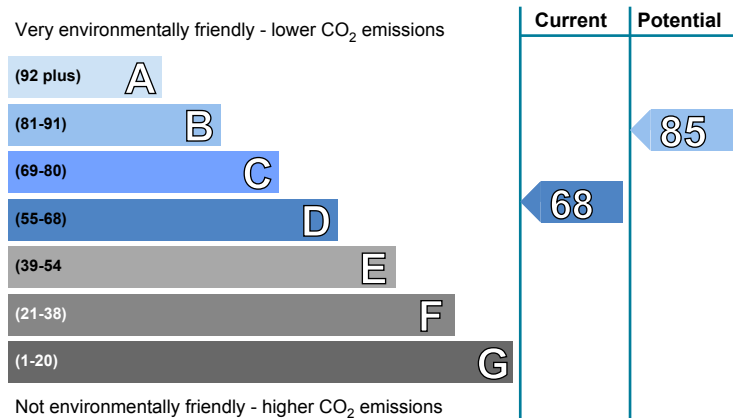 Very environmentally friendly - lower CO₂ emissions
Current
Potential
(92 plus) A
(81-91) B
(69-80) C
(55-68) D
(39-54 E
(21-38) F
(1-20) G
68
85
Not environmentally friendly - higher CO₂ emissions